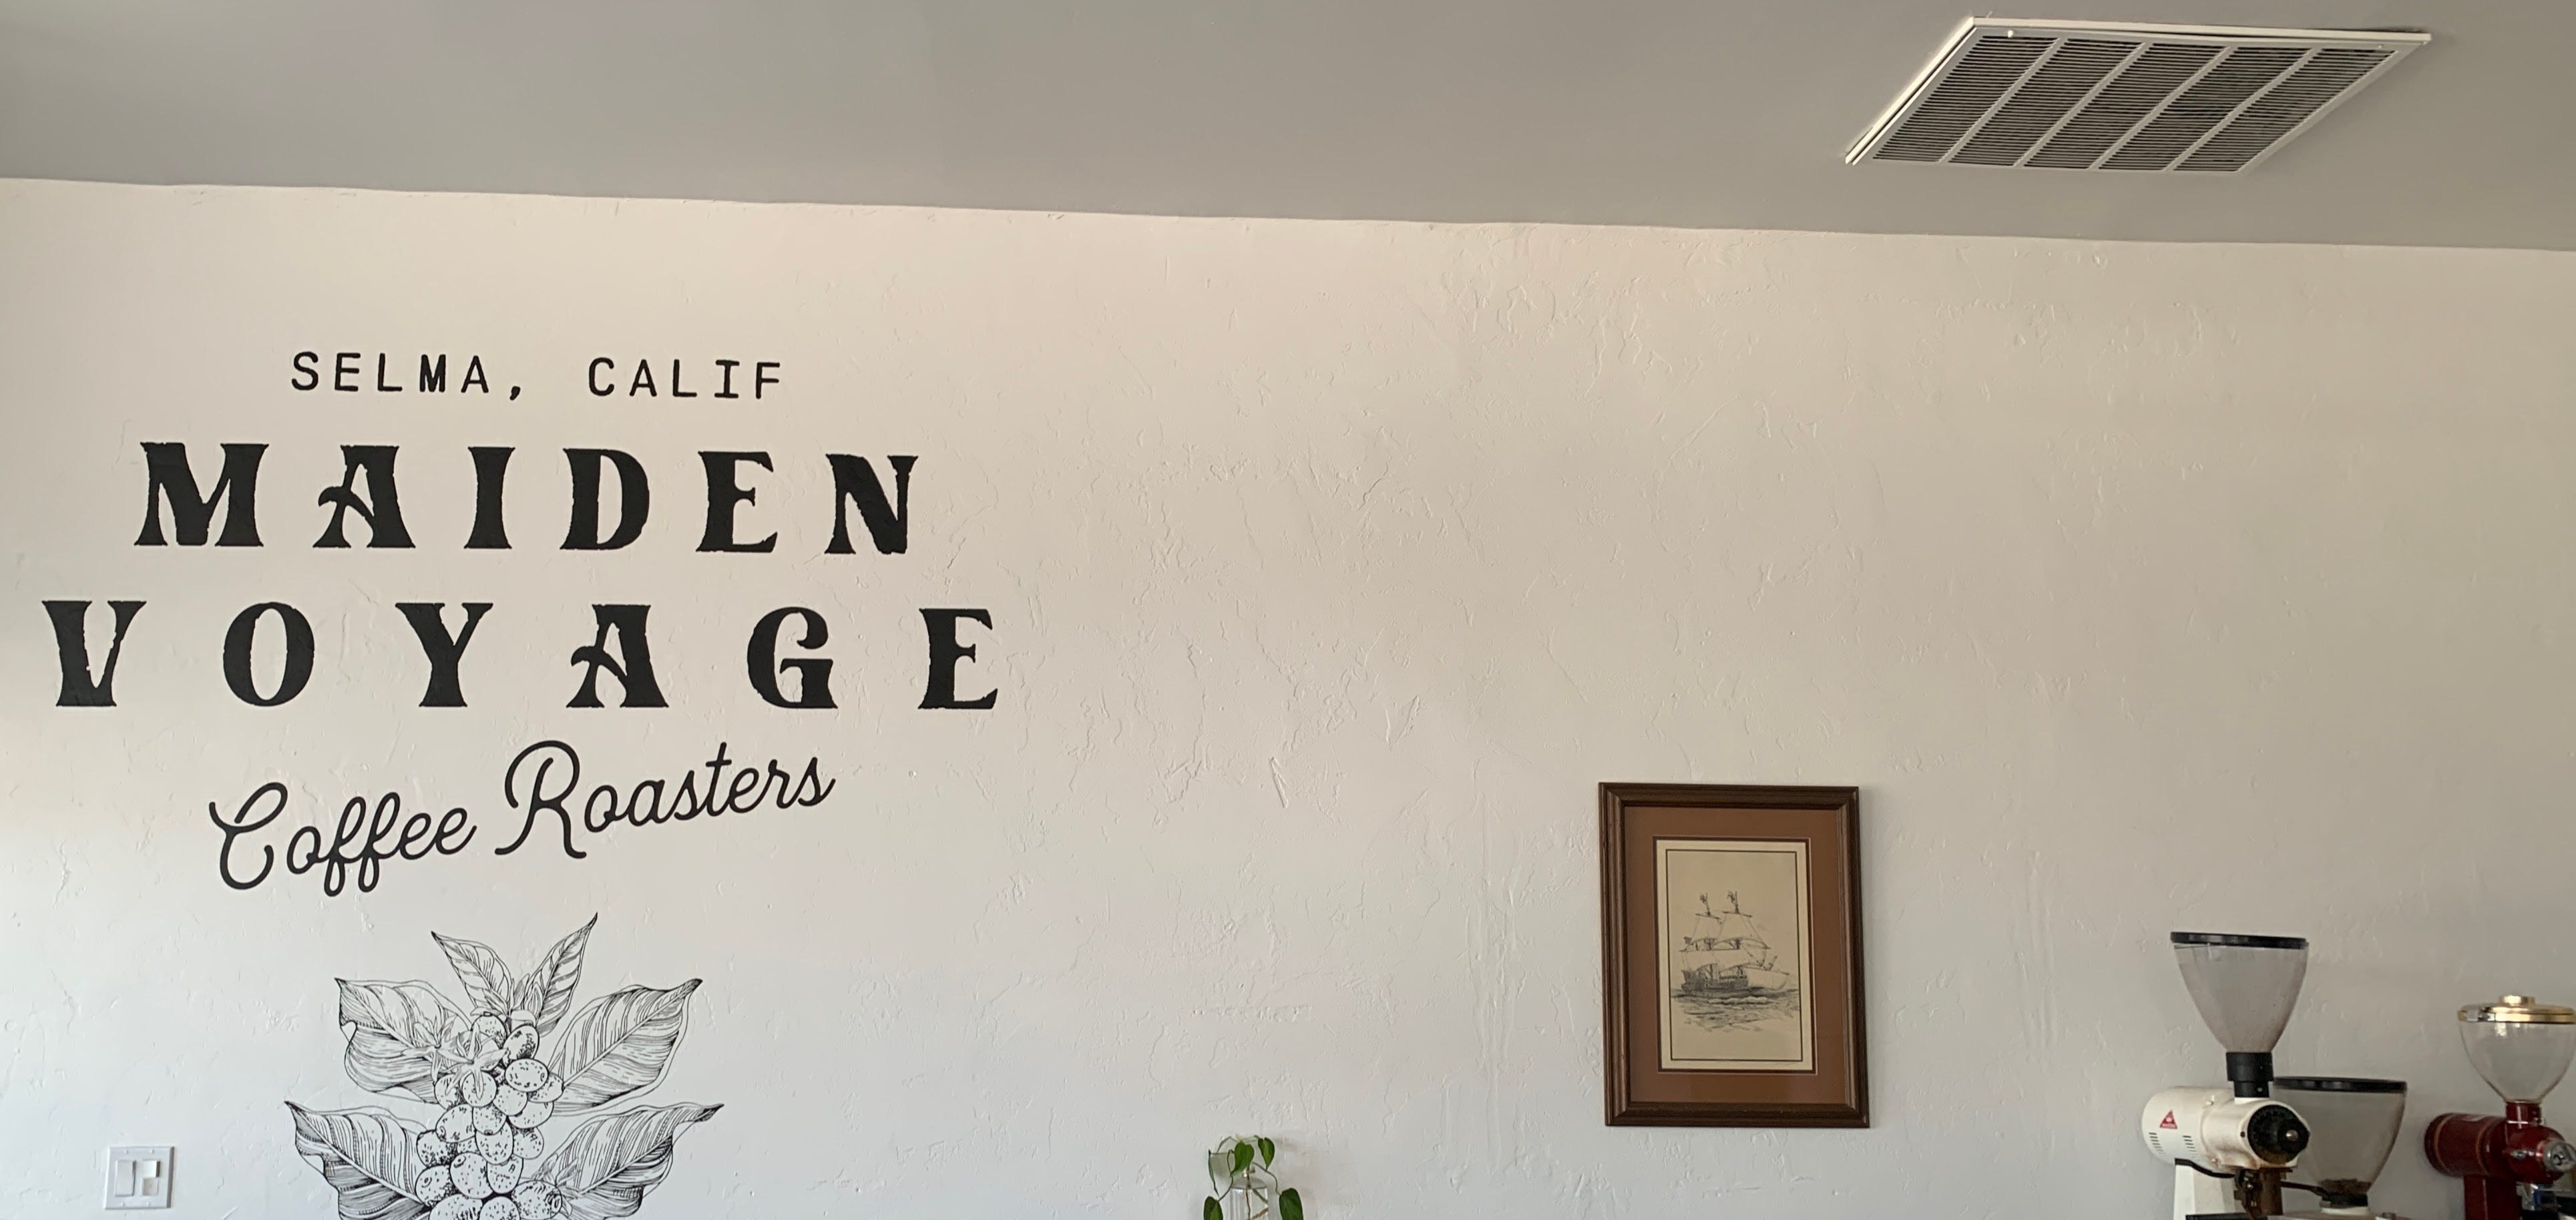 SELMA, CALIF
MAIDEN
VOYAGE
Coffee Roasters